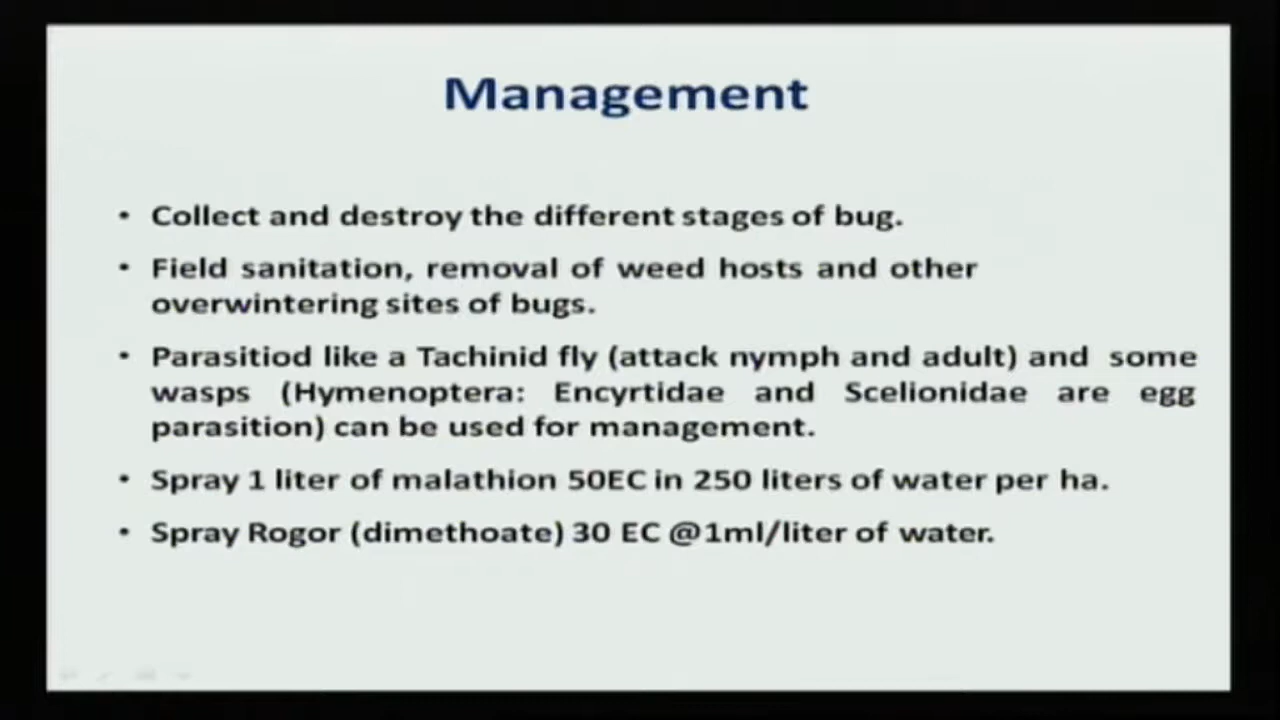 Management
• Collect and destroy the different stages of bug.
• Field sanitation, removal of weed hosts and other
overwintering sites of bugs.
• Parasitiod like a Tachinid fly (attack nymph and adult) and some
wasps (Hymenoptera: Encyrtidae and Scelionidae are egg
parasition) can be used for management.
• Spray 1 liter of malathion 50EC in 250 liters of water per ha.
• Spray Rogor (dimethoate) 30 EC @1ml/liter of water.